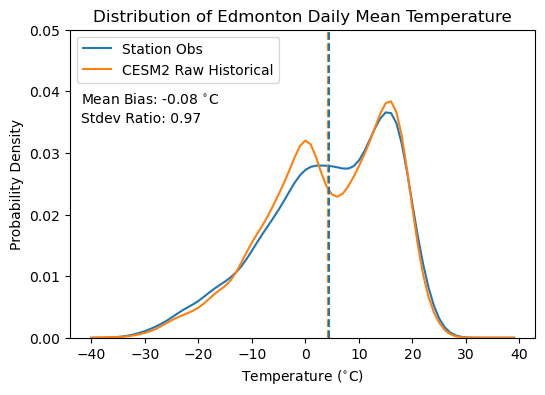 Distribution of Edmonton Daily Mean Temperature
Station Obs
CESM2 Raw Historical
Mean Bias: -0.08 °C
Stdev Ratio: 0.97
Probability Density
0.05
0.04
0.03
0.02
0.01
0.00
−40 −30 −20 −10 0 10 20 30 40
Temperature (°C)